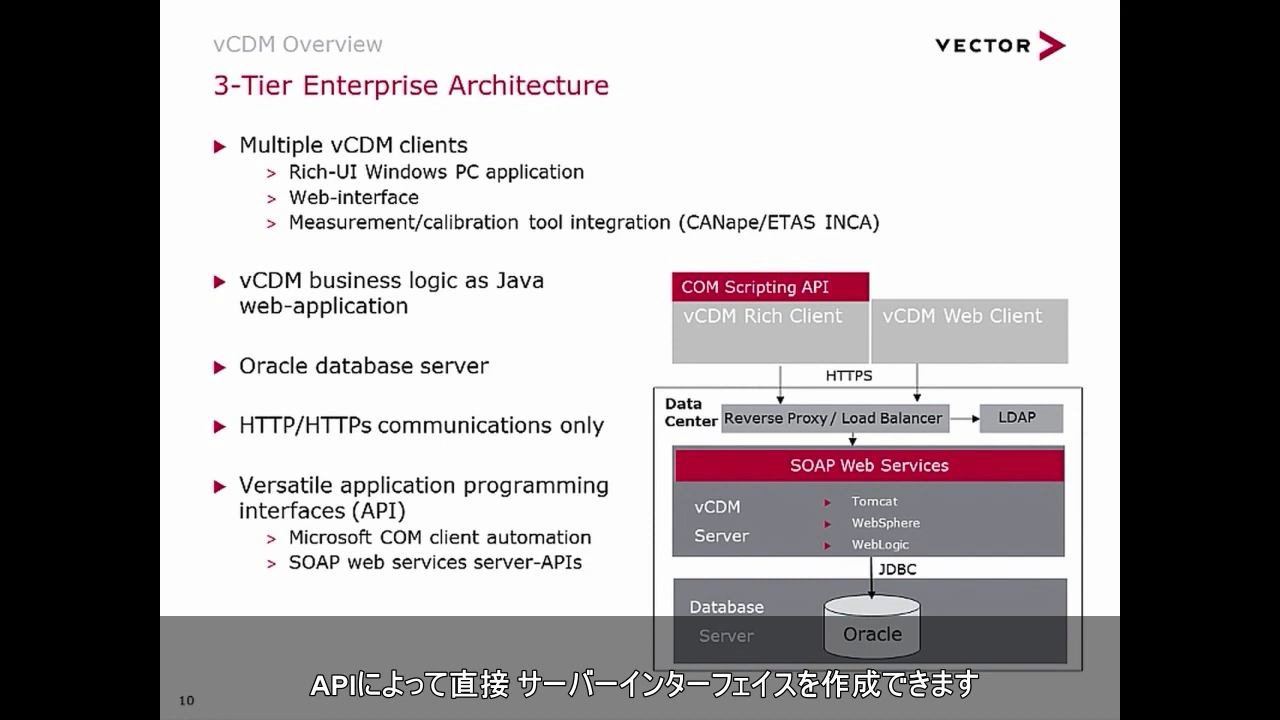 vCDM Overview
VECTOR
3-Tier Enterprise Architecture
Multiple vCDM clients
> Rich-UI Windows PC application
> Web-interface
> Measurement/calibration tool integration (CANape/ETAS INCA)
vCDM business logic as Java
web-application
Oracle database server
HTTP/HTTPs communications only
Versatile application programming
interfaces (API)
> Microsoft COM client automation
> SOAP web services server-APIs
COM Scripting API
vCDM Rich Client
vCDM Web Client
HTTPS
Data
Center
Reverse Proxy / Load Balancer
LDAP
SOAP Web Services
vCDM
Server
Tomcat
WebSphere
WebLogic
JDBC
Database
Server
Oracle
APIによって直接 サーバーインターフェイスを作成できます
10